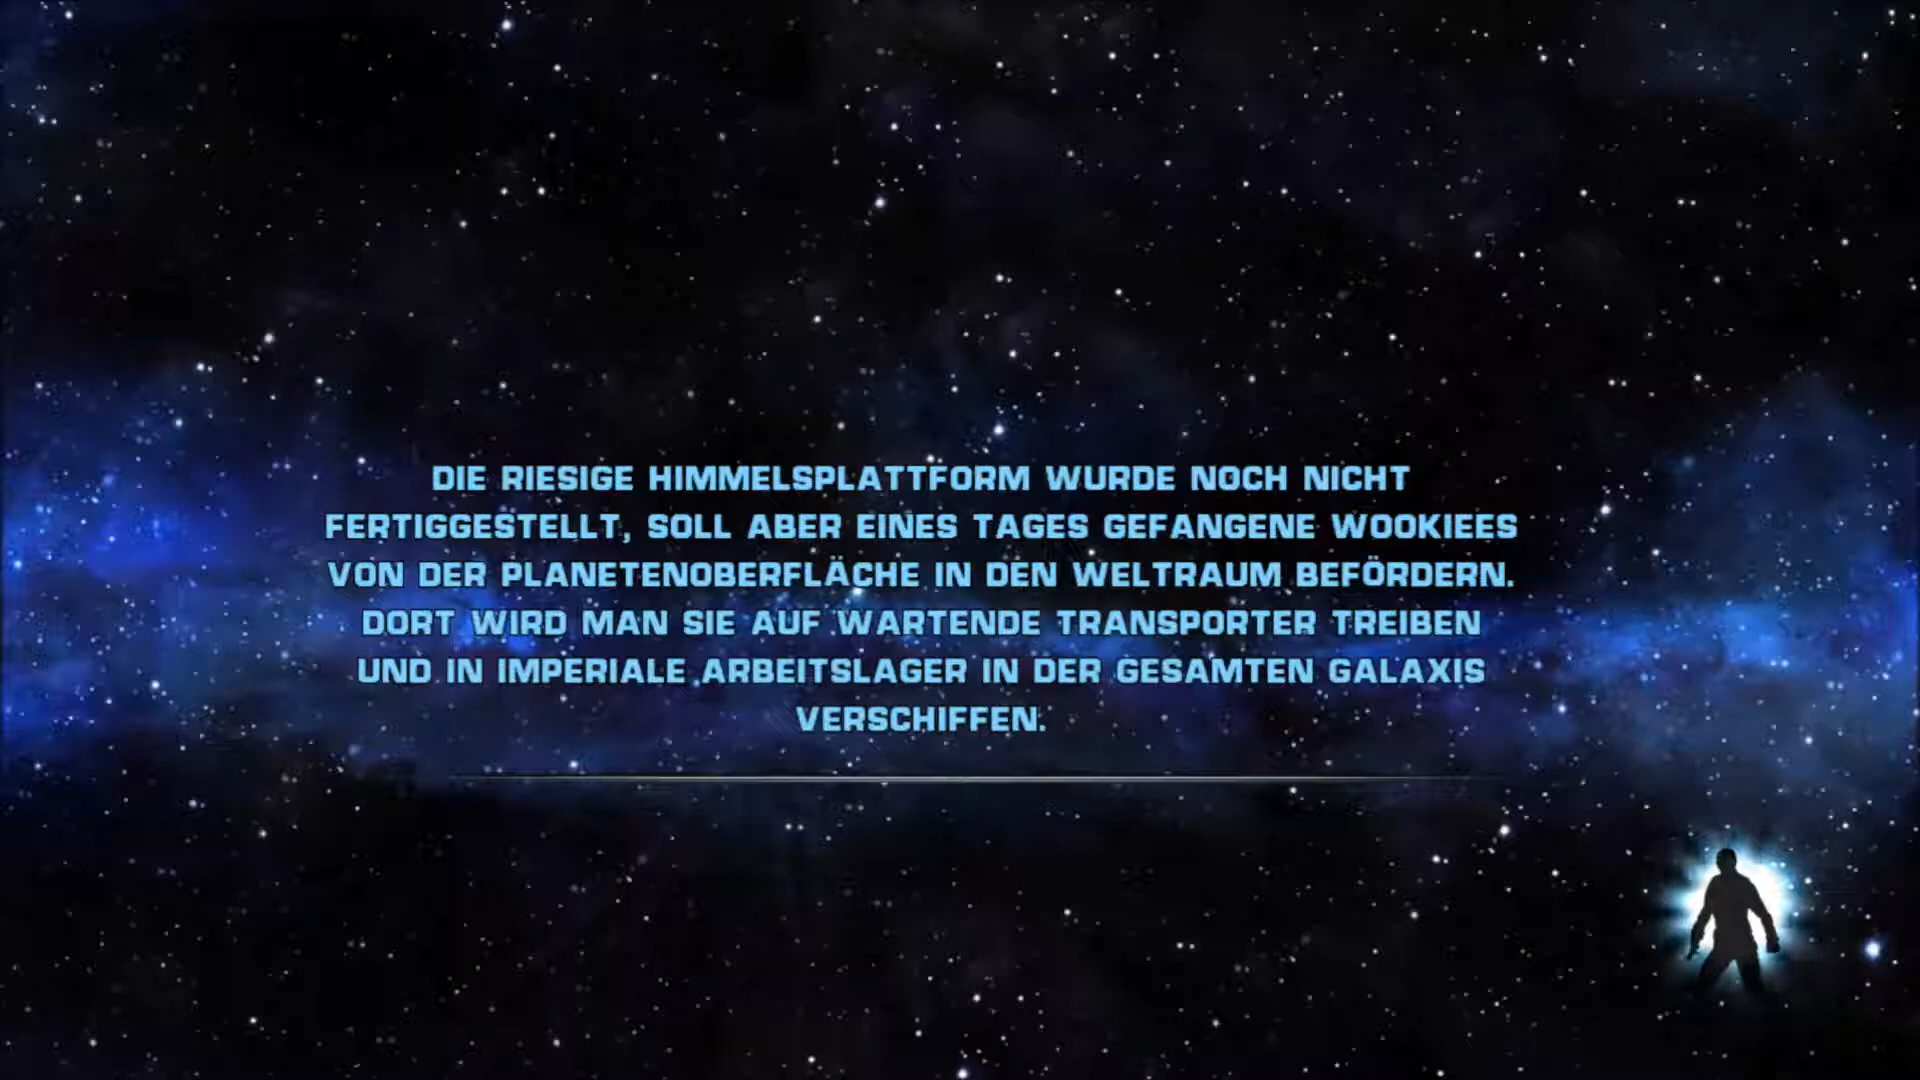 DIE RIESIGE HIMMELSPLATTFORM WURDE NOCH NICHT
FERTIGGESTELLT, SOLL ABER EINES TAGES GEFANGENE WOOKIEES
VON DER PLANETENOBERFLÄCHE IN DEN WELTRAUM BEFÖRDERN.
DORT WIRD MAN SIE AUF WARTENDE TRANSPORTER TREIBEN
UND IN IMPERIALE ARBEITSLAGER IN DER GESAMTEN GALAXIS
VERSCHIFFEN.